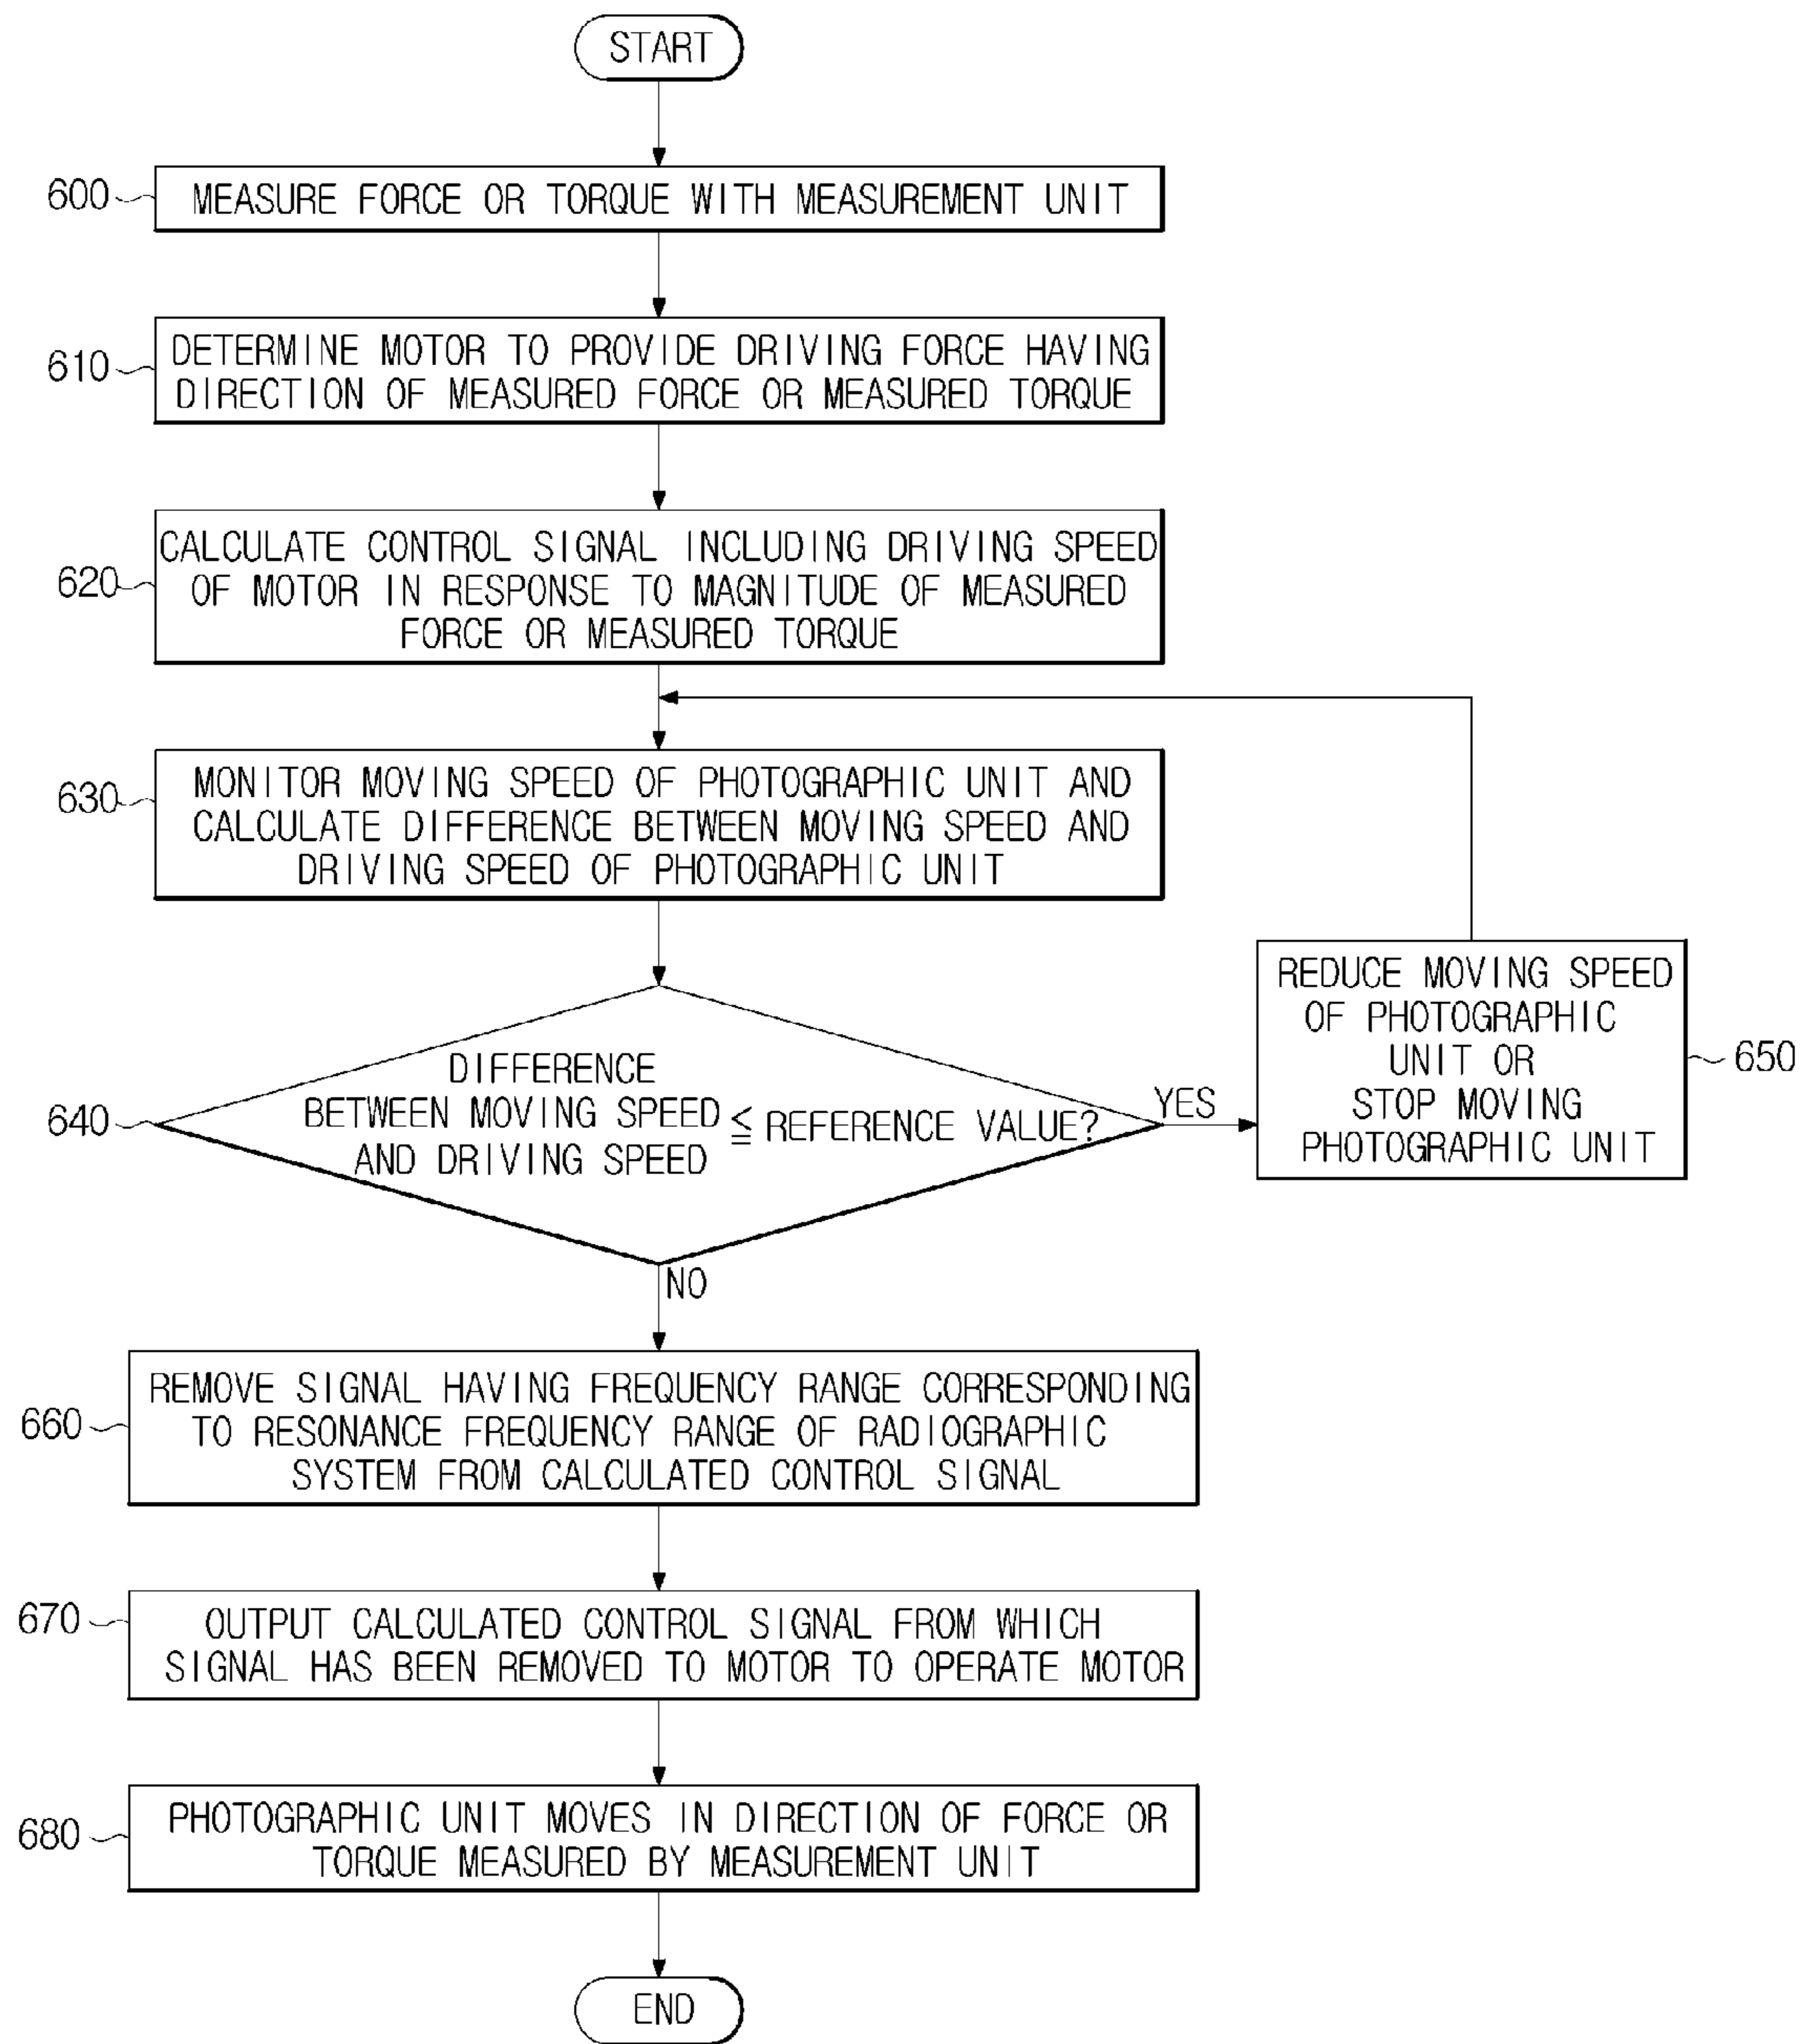 START
600
MEASURE FORCE OR TORQUE WITH MEASUREMENT UNIT
610
DETERMINE MOTOR TO PROVIDE DRIVING FORCE HAVING
DIRECTION OF MEASURED FORCE OR MEASURED TORQUE
620
CALCULATE CONTROL SIGNAL INCLUDING DRIVING SPEED
OF MOTOR IN RESPONSE TO MAGNITUDE OF MEASURED
FORCE OR MEASURED TORQUE
630
MONITOR MOVING SPEED OF PHOTOGRAPHIC UNIT AND
CALCULATE DIFFERENCE BETWEEN MOVING SPEED AND
DRIVING SPEED OF PHOTOGRAPHIC UNIT
640
DIFFERENCE
BETWEEN MOVING SPEED
AND DRIVING SPEED
≦ REFERENCE VALUE?
YES
REDUCE MOVING SPEED
OF PHOTOGRAPHIC
UNIT OR
STOP MOVING
PHOTOGRAPHIC UNIT
650
NO
660
REMOVE SIGNAL HAVING FREQUENCY RANGE CORRESPONDING
TO RESONANCE FREQUENCY RANGE OF RADIOGRAPHIC
SYSTEM FROM CALCULATED CONTROL SIGNAL
670
OUTPUT CALCULATED CONTROL SIGNAL FROM WHICH
SIGNAL HAS BEEN REMOVED TO MOTOR TO OPERATE MOTOR
680
PHOTOGRAPHIC UNIT MOVES IN DIRECTION OF FORCE OR
TORQUE MEASURED BY MEASUREMENT UNIT
END